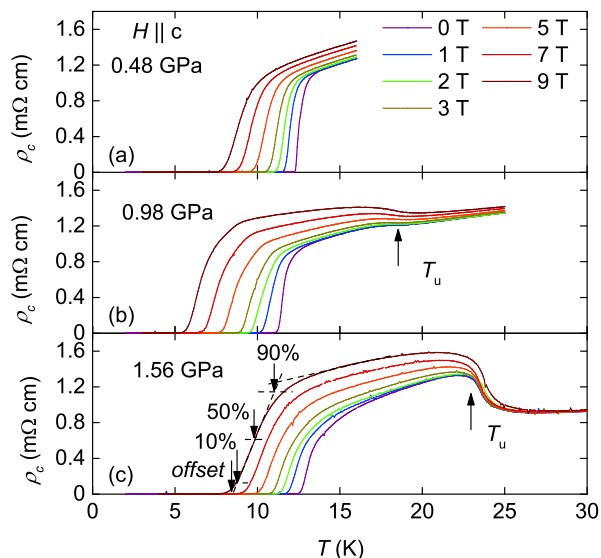 H || c
0.48 GPa
0 T
1 T
2 T
3 T
5 T
7 T
9 T
1.6
1.2
0.8
0.4
0
ρc (mΩ cm)
(a)
0.98 GPa
1.6
1.2
0.8
0.4
0
ρc (mΩ cm)
Tu
(b)
1.56 GPa
90%
50%
10%
offset
1.6
1.2
0.8
0.4
0
ρc (mΩ cm)
Tu
(c)
0 5 10 15 20 25 30
T (K)